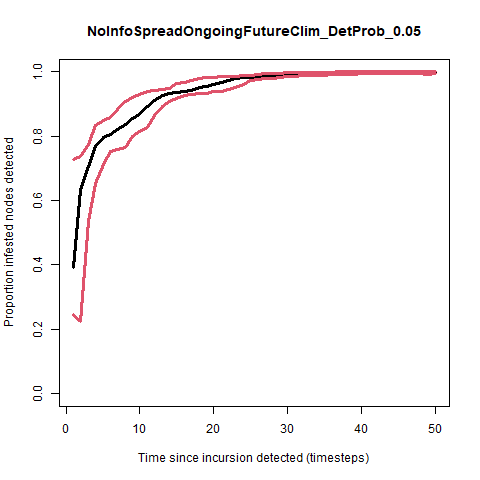 NoInfoSpreadOngoingFutureClim_DetProb_0.05
Proportion infested nodes detected
1.0
0.8
0.6
0.4
0.2
0.0
0 10 20 30 40 50
Time since incursion detected (timesteps)